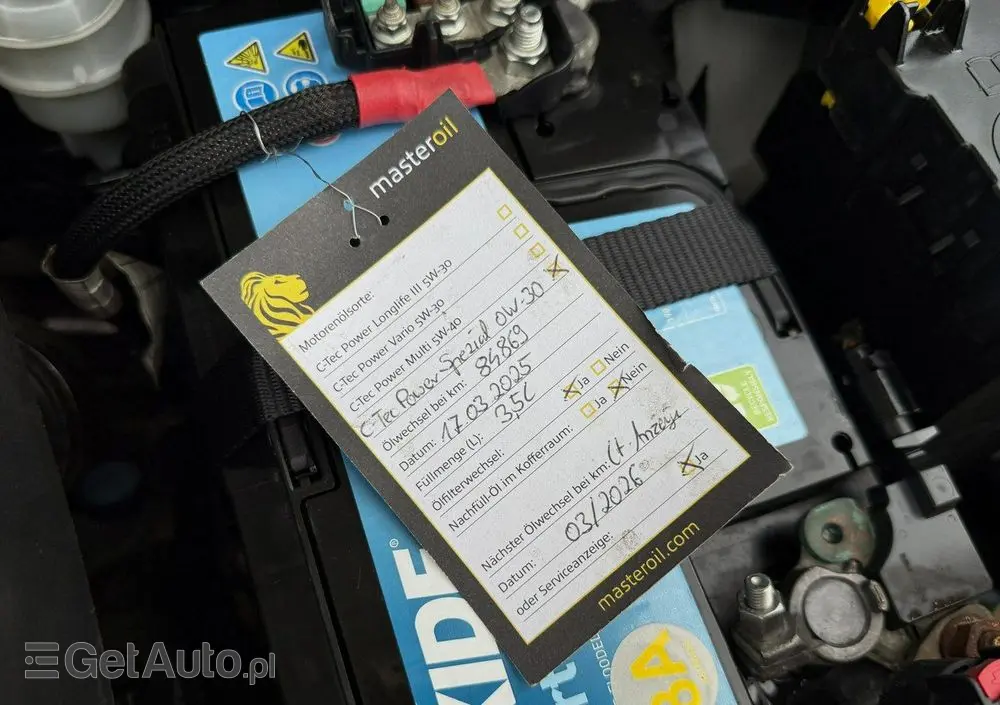 masteroil
Motorenölsorte:
C-Tec Power Longlife III 5W-30
C-Tec Power Vario 5W-30
C-Tec Power Multi 5W-40
C-Tec Power Spezial 0W-30
Ölwechsel bei km: 84869
Datum: 17.03.2025
Füllmenge (L): 3,5L
Ölfilterwechsel: Ja Nein
Nachfüll-Öl im Kofferraum: Ja Nein
Nächster Ölwechsel bei km: lt. Anzeige
Datum: 03/2026
oder Serviceanzeige: Ja
masteroil.com
GetAuto.pl